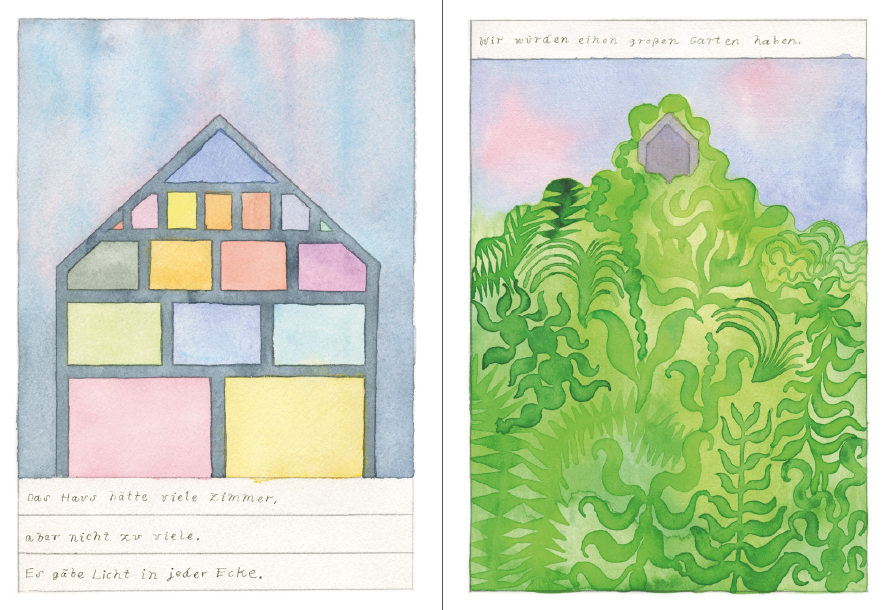 Das Haus hätte viele Zimmer,
aber nicht zu viele.
Es gäbe Licht in jeder Ecke.
Wir würden einen großen Garten haben.